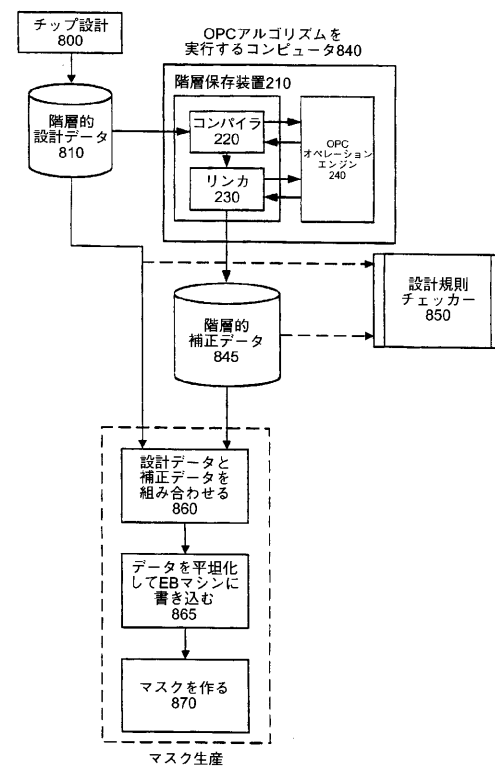 チップ設計
800
OPCアルゴリズムを
実行するコンピュータ840
階層的
設計データ
810
階層保存装置210
コンパイラ
220
リンカ
230
OPC
オペレーション
エンジン
240
設計規則
チェッカー
850
階層的
補正データ
845
設計データと
補正データを
組み合わせる
860
データを平坦化
してEBマシンに
書き込む
865
マスクを作る
870
マスク生産